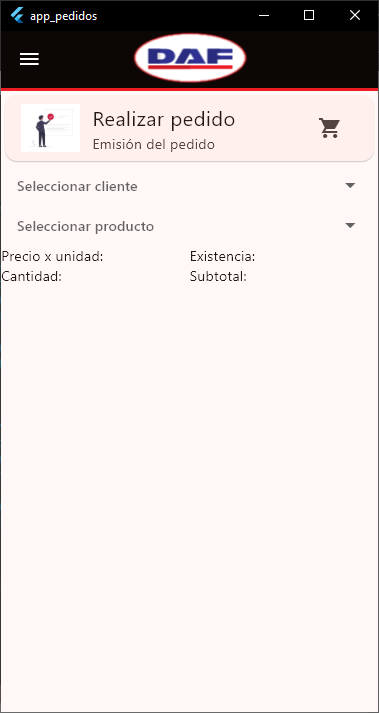 app_pedidos
DAF
Realizar pedido
Emisión del pedido
Seleccionar cliente
Seleccionar producto
Precio x unidad: Existencia:
Cantidad: Subtotal: